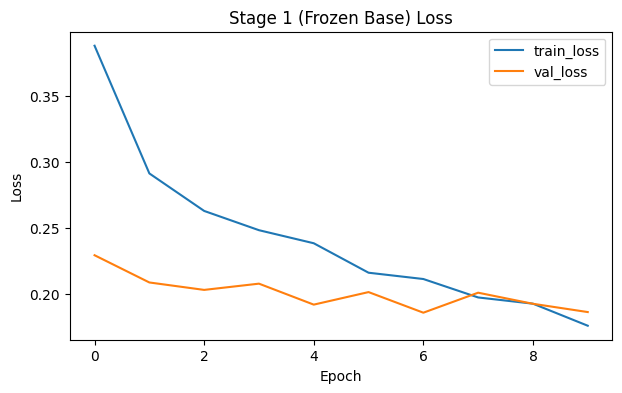 Stage 1 (Frozen Base) Loss
train_loss
val_loss
0.35
0.30
0.25
0.20
Loss
0 2 4 6 8
Epoch